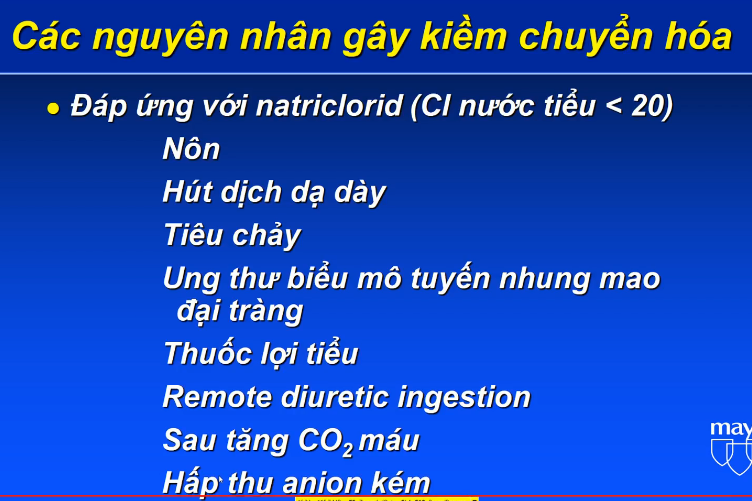 Các nguyên nhân gây kiềm chuyển hóa
• Đáp ứng với natriclorid (Cl nước tiểu < 20)
Nôn
Hút dịch dạ dày
Tiêu chảy
Ung thư biểu mô tuyến nhung mao
đại tràng
Thuốc lợi tiểu
Remote diuretic ingestion
Sau tăng CO₂ máu
Hấp thu anion kém
may